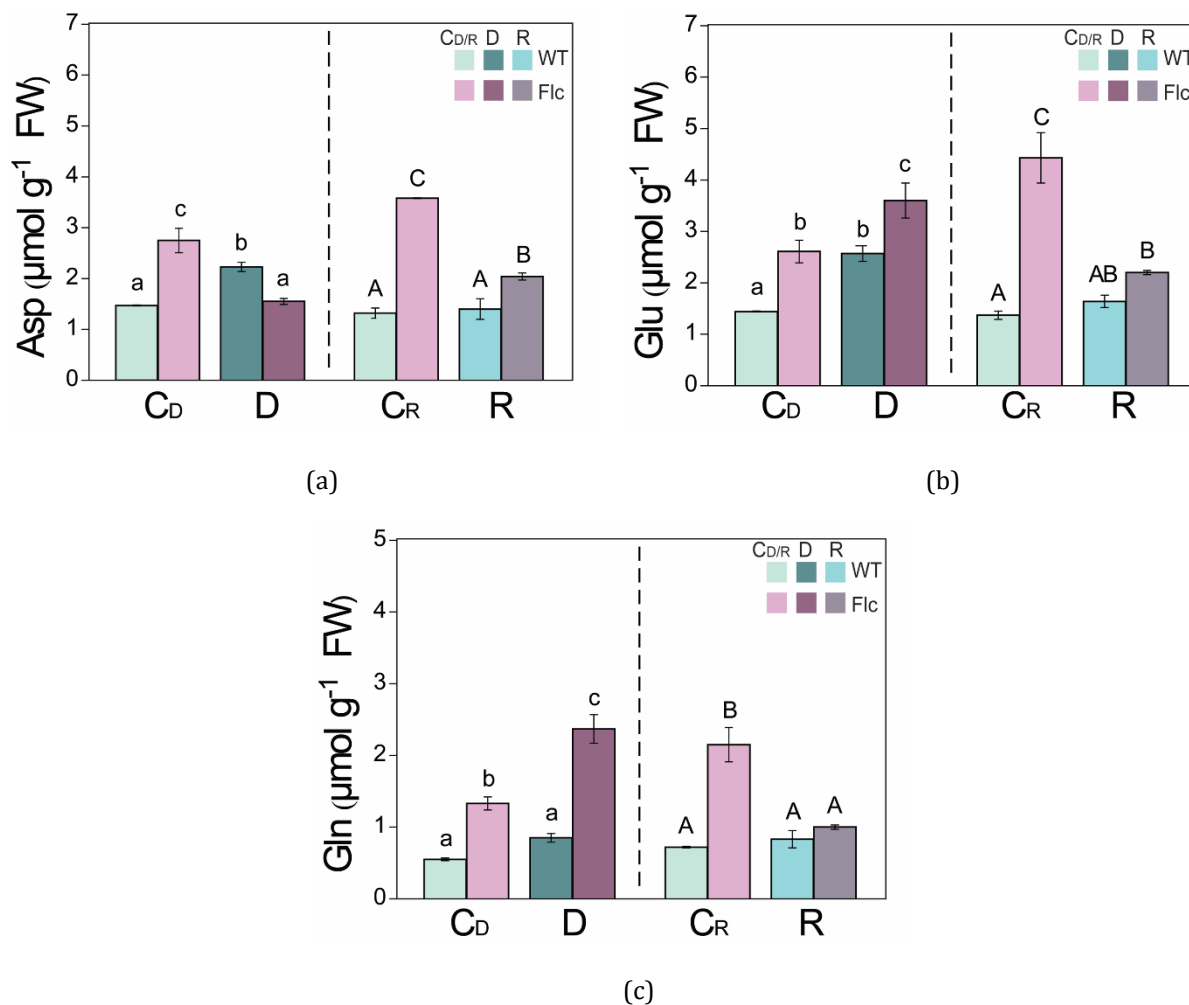 7
6
5
4
3
2
1
0
Asp (µmol g⁻¹ FW)
CD/R D R
WT
Flc
a
c
b
a
A
C
A
B
CD D CR R
(a)
7
6
5
4
3
2
1
0
Glu (µmol g⁻¹ FW)
CD/R D R
WT
Flc
a
b
b
c
A
C
AB
B
CD D CR R
(b)
5
4
3
2
1
0
Gln (µmol g⁻¹ FW)
CD/R D R
WT
Flc
a
b
a
c
A
B
A
A
CD D CR R
(c)